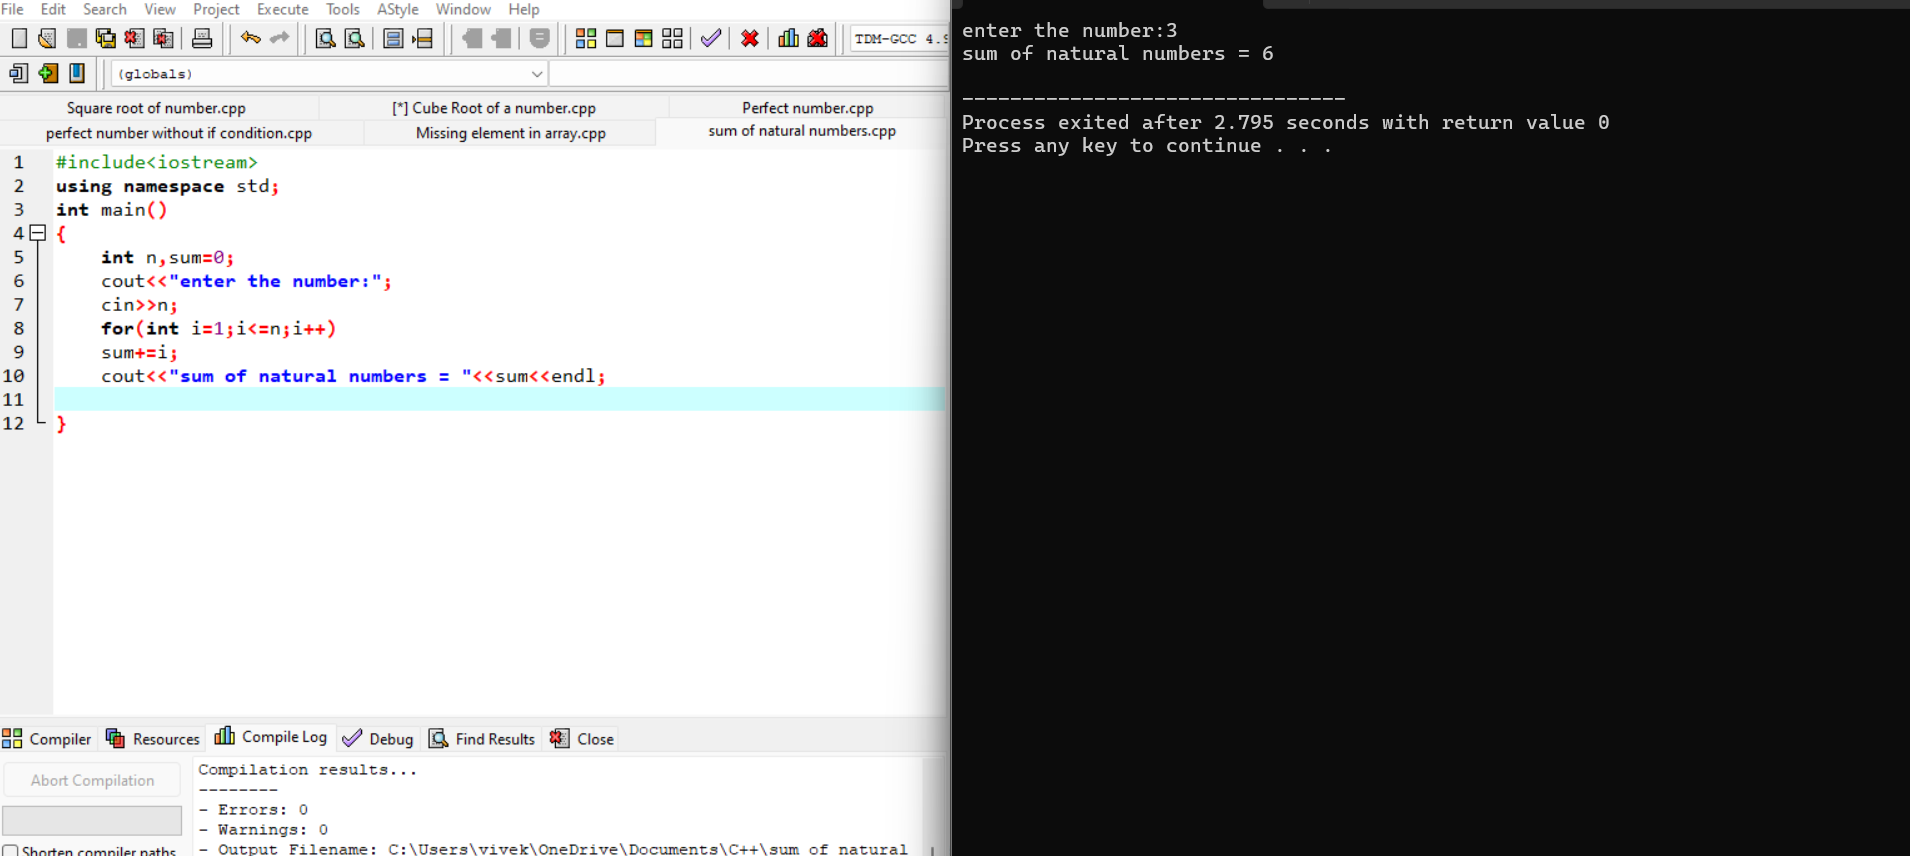 File Edit Search View Project Execute Tools AStyle Window Help
TDM-GCC 4.9
(globals)
Square root of number.cpp [*] Cube Root of a number.cpp Perfect number.cpp
perfect number without if condition.cpp Missing element in array.cpp sum of natural numbers.cpp
1 #include<iostream>
2 using namespace std;
3 int main()
4 {
5 int n,sum=0;
6 cout<<"enter the number:";
7 cin>>n;
8 for(int i=1;i<=n;i++)
9 sum+=i;
10 cout<<"sum of natural numbers = "<<sum<<endl;
11
12 }
Compiler Resources Compile Log Debug Find Results Close
Abort Compilation
Shorten compiler paths
Compilation results...
--------
- Errors: 0
- Warnings: 0
- Output Filename: C:\Users\vivek\OneDrive\Documents\C++\sum of natural
enter the number:3
sum of natural numbers = 6
--------------------------------
Process exited after 2.795 seconds with return value 0
Press any key to continue . . .